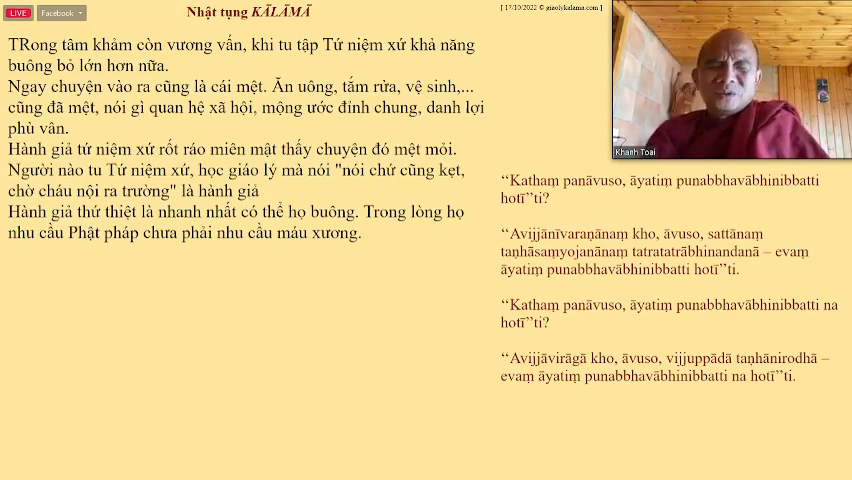 LIVE
Facebook
Nhật tụng KĀLĀMĀ
[ 17/10/2022 © giaolykalama.com ]
TRong tâm khảm còn vương vấn, khi tu tập Tứ niệm xứ khả năng
buông bỏ lớn hơn nữa.
Ngay chuyện vào ra cũng là cái mệt. Ăn uông, tắm rửa, vệ sinh,...
cũng đã mệt, nói gì quan hệ xã hội, mộng ước đính chung, danh lợi
phù vân.
Hành giả tứ niệm xứ rốt ráo miên mật thấy chuyện đó mệt mỏi.
Người nào tu Tứ niệm xứ, học giáo lý mà nói "nói chứ cũng kẹt,
chờ cháu nội ra trường" là hành giả
Hành giả thứ thiệt là nhanh nhất có thể họ buông. Trong lòng họ
nhu cầu Phật pháp chưa phải nhu cầu máu xương.
Khanh Toai
“Kathaṃ panāvuso, āyatiṃ punabbhavābhinibbatti
hotī’’ti?
“Avijjānīvaraṇānaṃ kho, āvuso, sattānaṃ
taṇhāsaṃyojanānaṃ tatratatrābhinandanā – evaṃ
āyatiṃ punabbhavābhinibbatti hotī’’ti.
“Kathaṃ panāvuso, āyatiṃ punabbhavābhinibbatti na
hotī’’ti?
“Avijjāvirāgā kho, āvuso, vijjuppādā taṇhānirodhā –
evaṃ āyatiṃ punabbhavābhinibbatti na hotī’’ti.